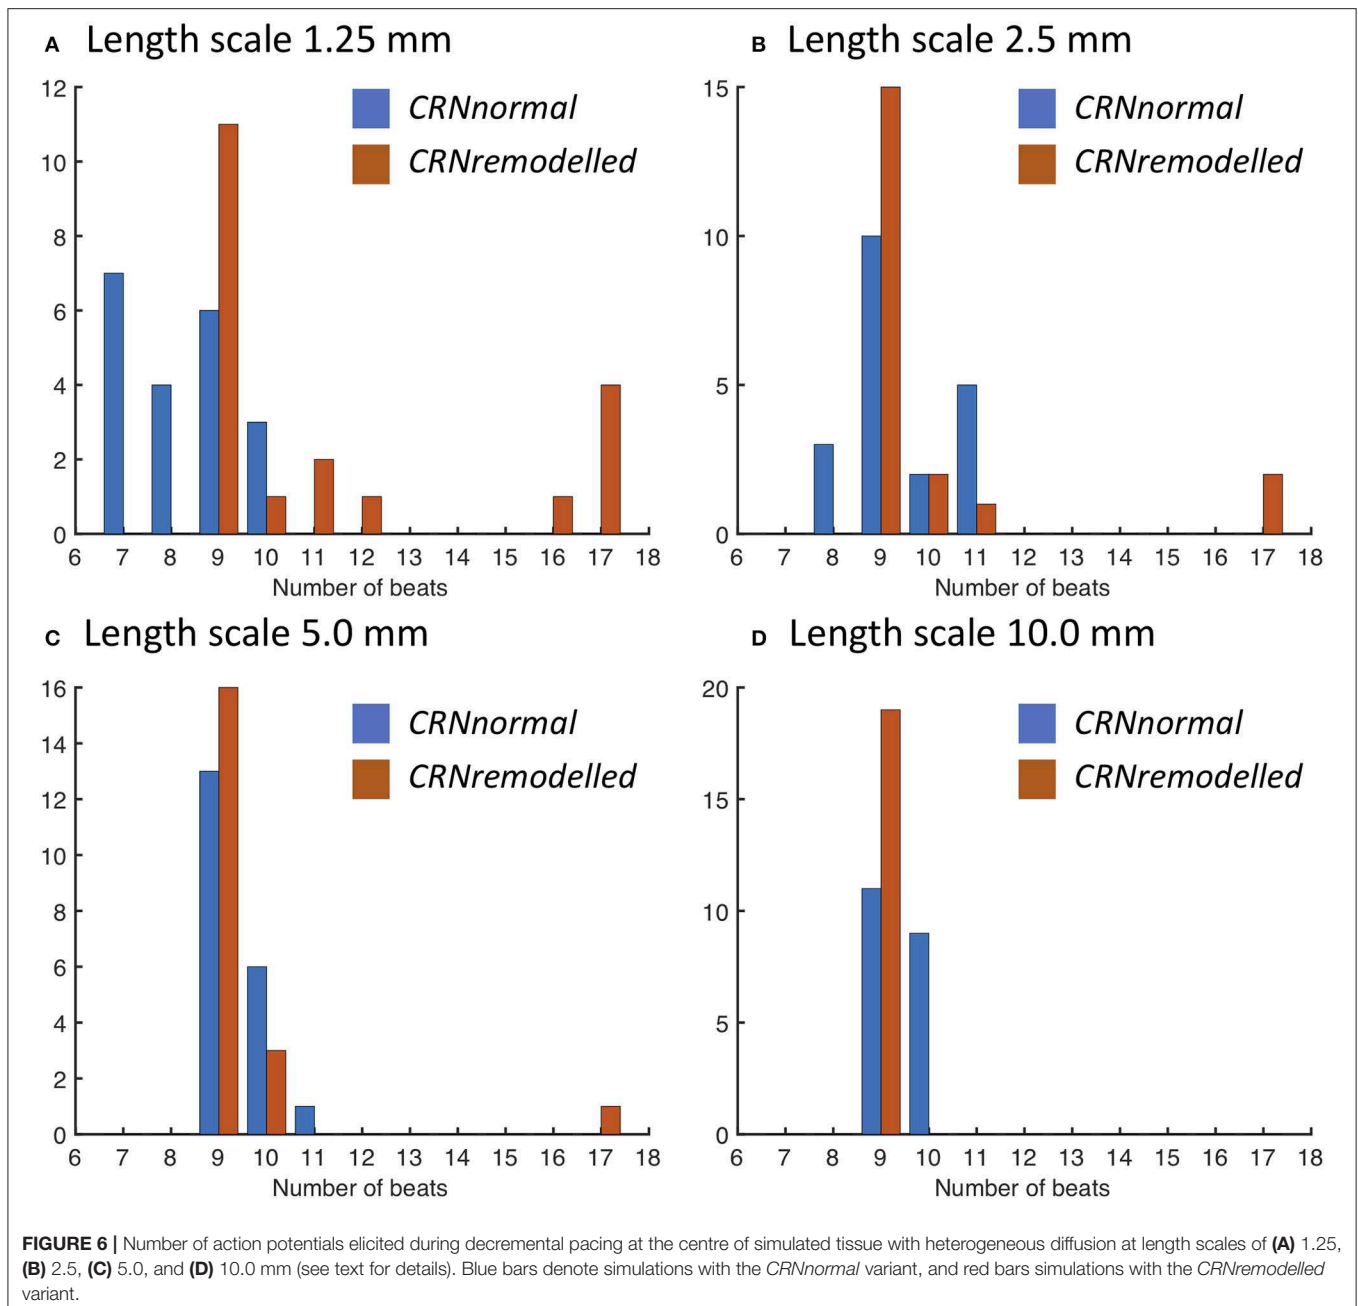 A Length scale 1.25 mm
12
10
8
6
4
2
0
CRNnormal
CRNremodelled
6 7 8 9 10 11 12 13 14 15 16 17 18
Number of beats
B Length scale 2.5 mm
15
10
5
0
CRNnormal
CRNremodelled
6 7 8 9 10 11 12 13 14 15 16 17 18
Number of beats
C Length scale 5.0 mm
16
14
12
10
8
6
4
2
0
CRNnormal
CRNremodelled
6 7 8 9 10 11 12 13 14 15 16 17 18
Number of beats
D Length scale 10.0 mm
20
15
10
5
0
CRNnormal
CRNremodelled
6 7 8 9 10 11 12 13 14 15 16 17 18
Number of beats
FIGURE 6 | Number of action potentials elicited during decremental pacing at the centre of simulated tissue with heterogeneous diffusion at length scales of (A) 1.25,
(B) 2.5, (C) 5.0, and (D) 10.0 mm (see text for details). Blue bars denote simulations with the CRNnormal variant, and red bars simulations with the CRNremodelled
variant.